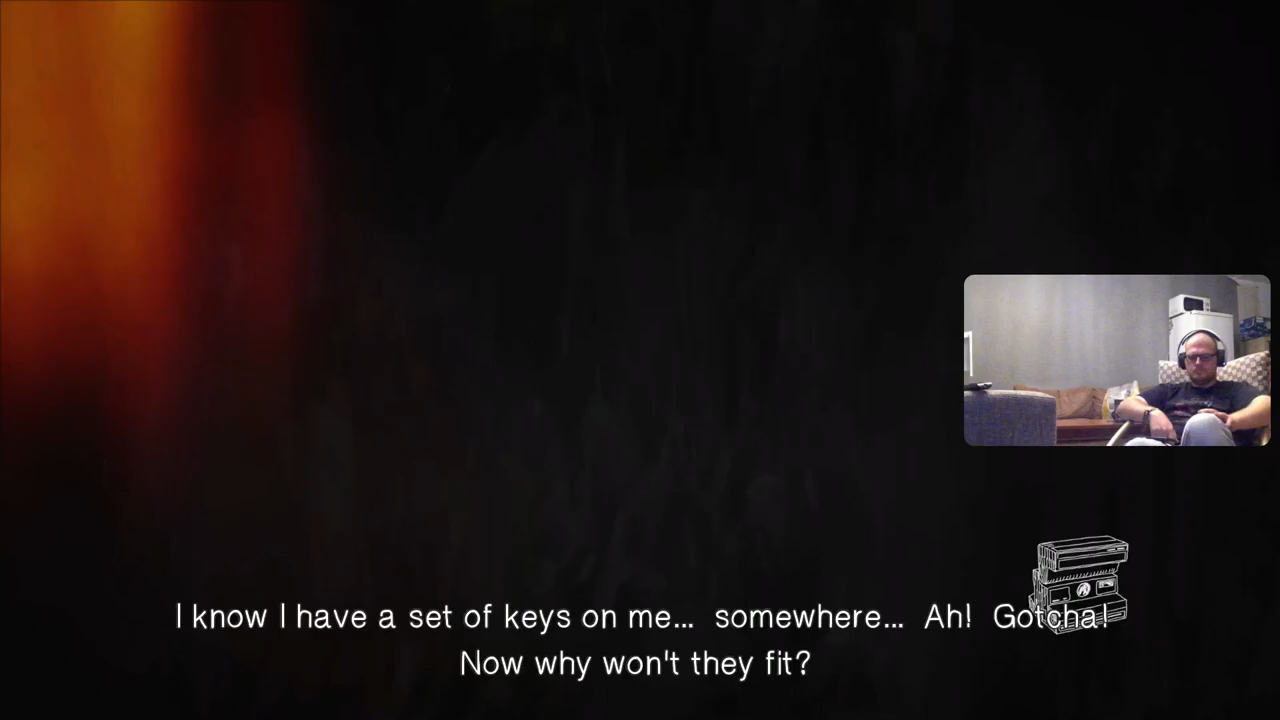 I know I have a set of keys on me... somewhere... Ah! Gotcha!
Now why won't they fit?